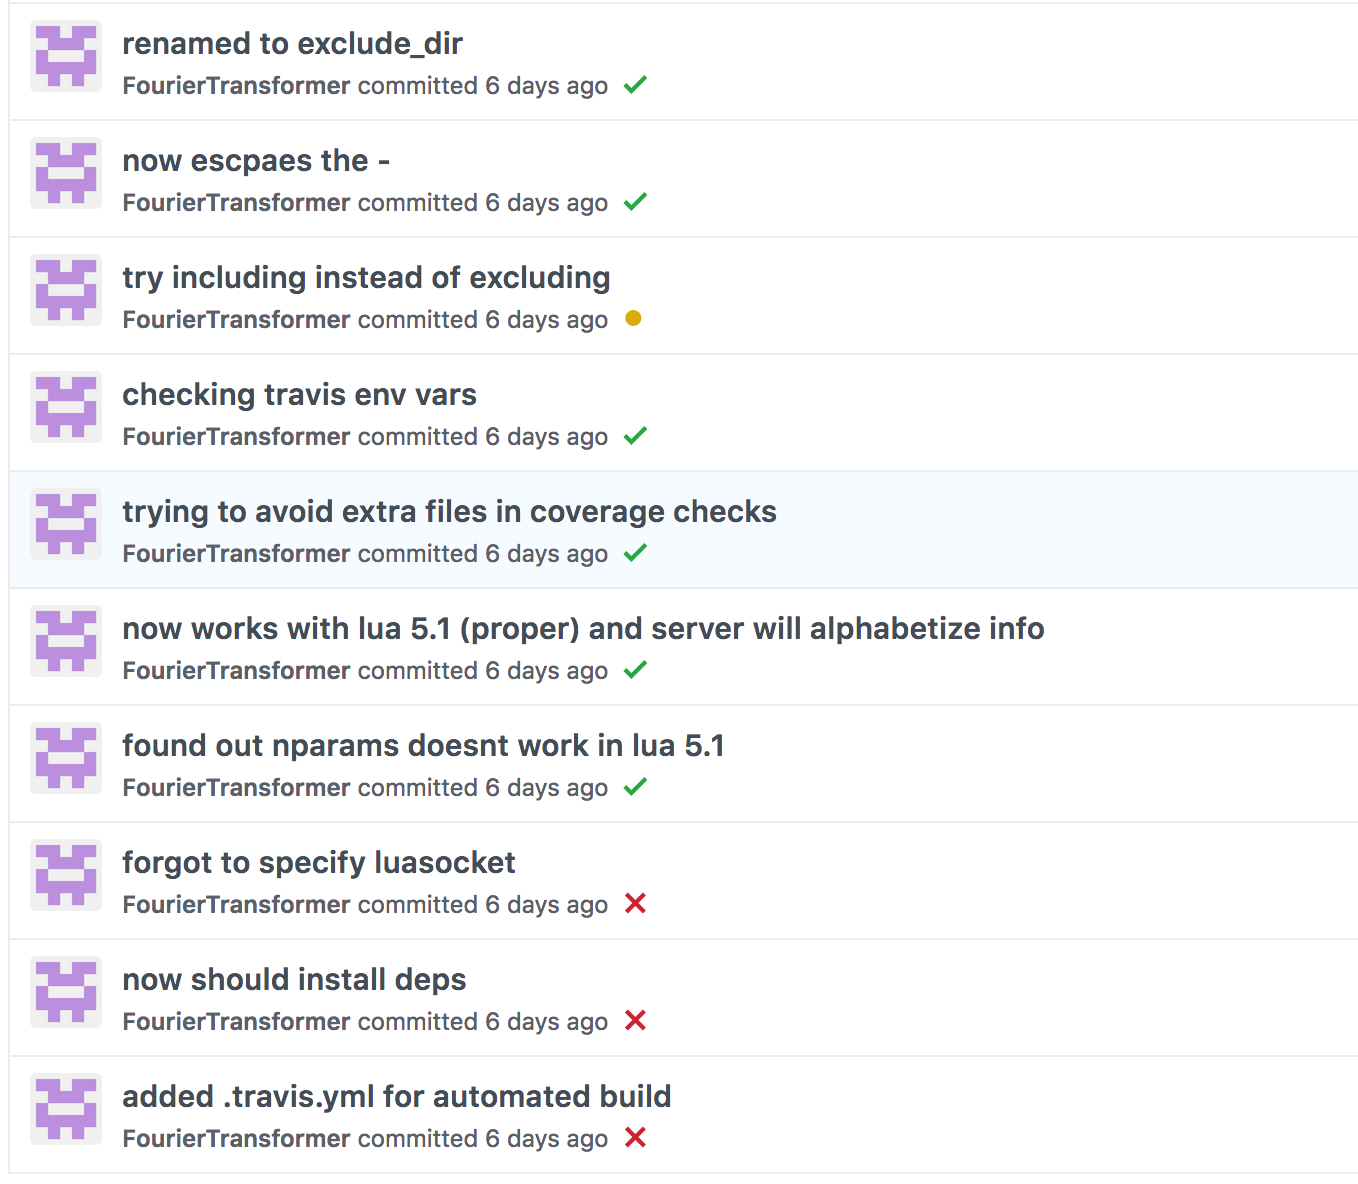 renamed to exclude_dir
FourierTransformer committed 6 days ago
now escpaes the -
FourierTransformer committed 6 days ago
try including instead of excluding
FourierTransformer committed 6 days ago
checking travis env vars
FourierTransformer committed 6 days ago
trying to avoid extra files in coverage checks
FourierTransformer committed 6 days ago
now works with lua 5.1 (proper) and server will alphabetize info
FourierTransformer committed 6 days ago
found out nparams doesnt work in lua 5.1
FourierTransformer committed 6 days ago
forgot to specify luasocket
FourierTransformer committed 6 days ago
now should install deps
FourierTransformer committed 6 days ago
added .travis.yml for automated build
FourierTransformer committed 6 days ago